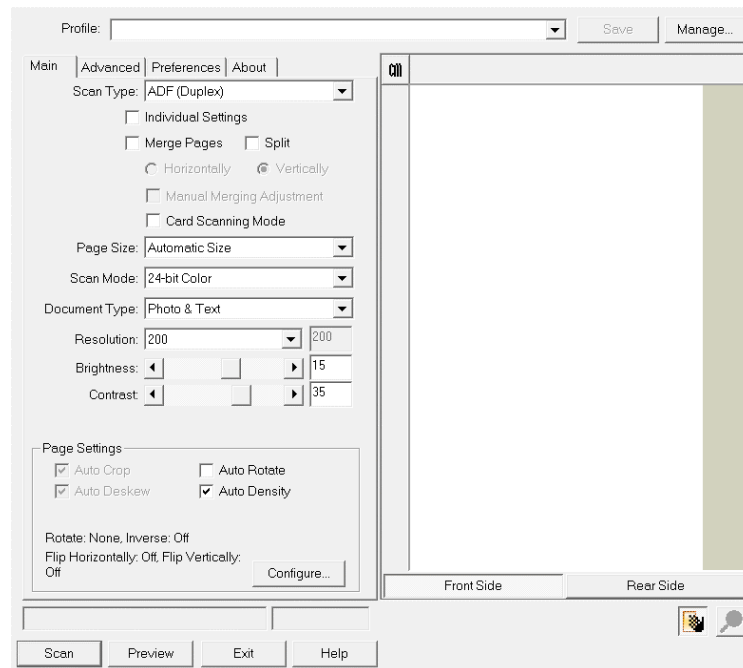 Profile: Save Manage...
Main Advanced Preferences About cm
Scan Type: ADF (Duplex)
Individual Settings
Merge Pages Split
Horizontally Vertically
Manual Merging Adjustment
Card Scanning Mode
Page Size: Automatic Size
Scan Mode: 24-bit Color
Document Type: Photo & Text
Resolution: 200 200
Brightness: 15
Contrast: 35
Page Settings
Auto Crop Auto Rotate
Auto Deskew Auto Density
Rotate: None, Inverse: Off
Flip Horizontally: Off, Flip Vertically:
Off Configure...
Front Side Rear Side
Scan Preview Exit Help